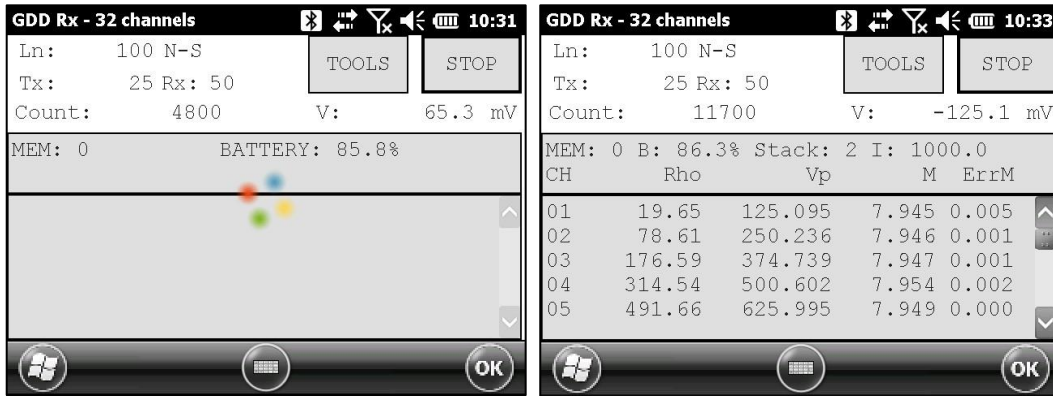 GDD Rx - 32 channels 10:31
Ln: 100 N-S
TOOLS STOP
Tx: 25 Rx: 50
Count: 4800 V: 65.3 mV
MEM: 0 BATTERY: 85.8%
OK
GDD Rx - 32 channels 10:33
Ln: 100 N-S
TOOLS STOP
Tx: 25 Rx: 50
Count: 11700 V: -125.1 mV
MEM: 0 B: 86.3% Stack: 2 I: 1000.0
CH Rho Vp M ErrM
01 19.65 125.095 7.945 0.005
02 78.61 250.236 7.946 0.001
03 176.59 374.739 7.947 0.001
04 314.54 500.602 7.954 0.002
05 491.66 625.995 7.949 0.000
OK